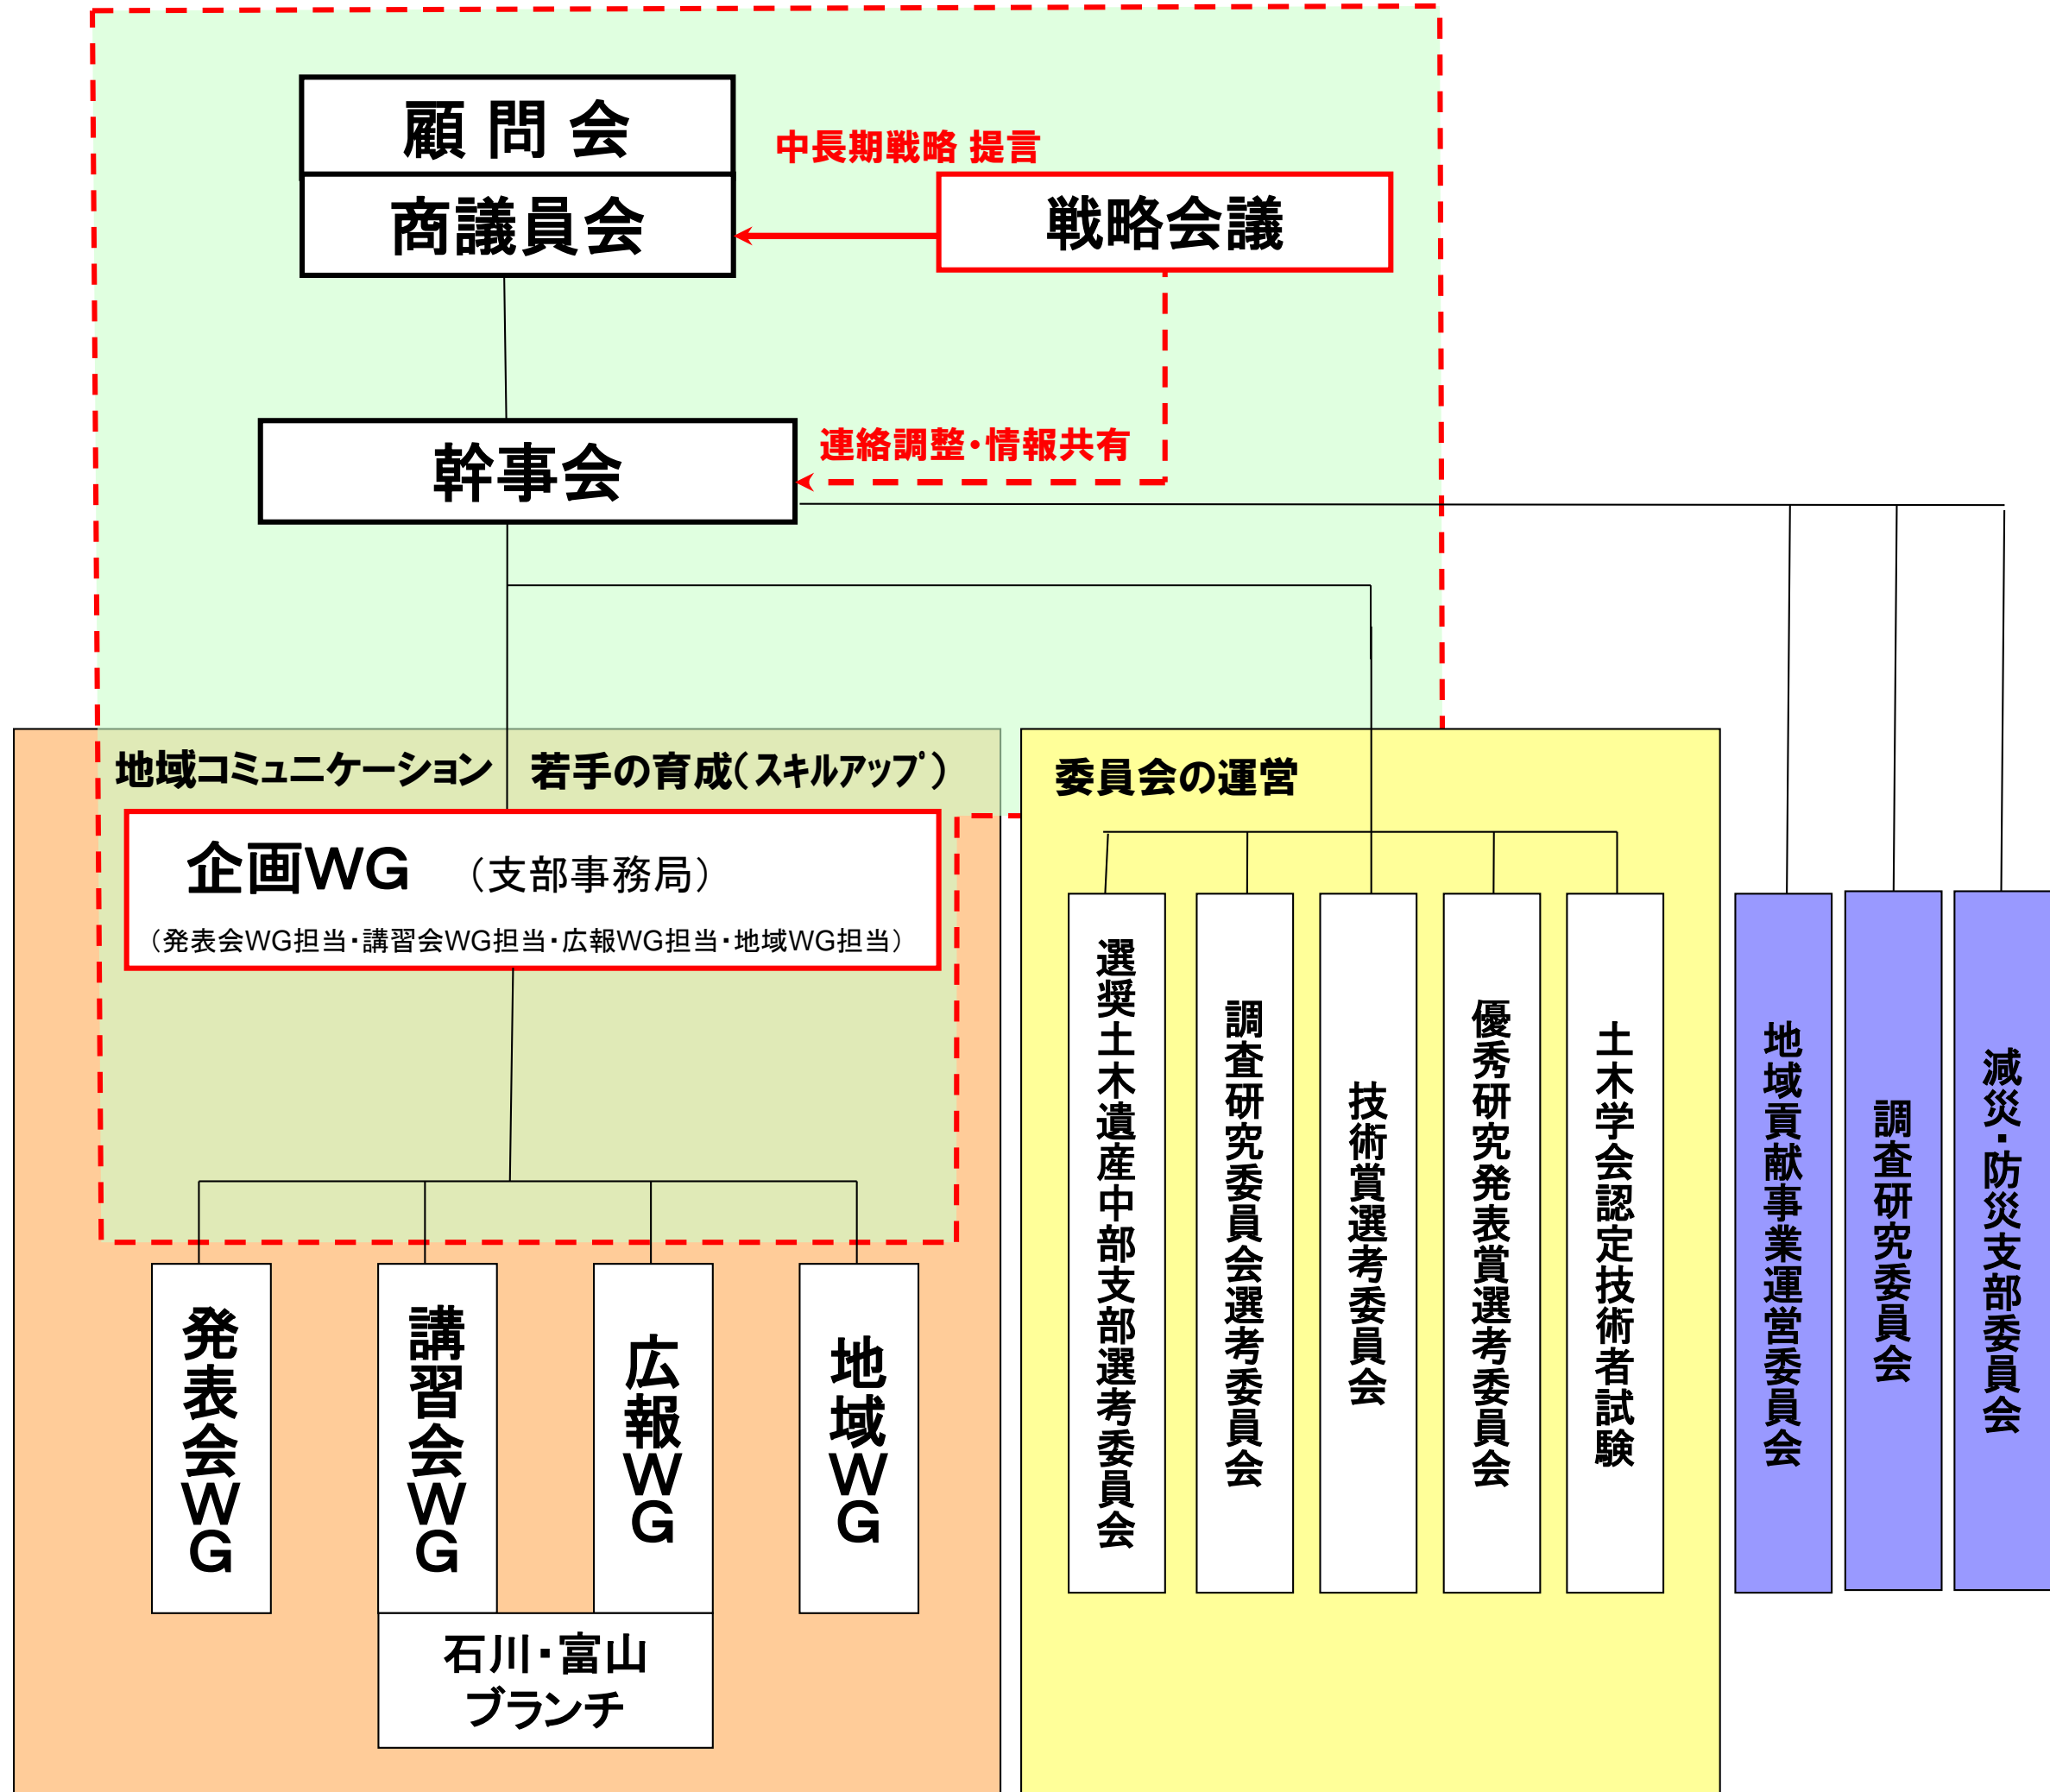 顧 問 会
中長期戦略 提言
商議員会
戦略会議
連絡調整・情報共有
幹事会
地域コミュニケーション　若手の育成(スキルアップ)
委員会の運営
企画WG （支部事務局）
（発表会WG担当・講習会WG担当・広報WG担当・地域WG担当）
発表会WG
講習会WG
広報WG
地域WG
石川・富山
ブランチ
選奨土木遺産中部支部選考委員会
調査研究委員会選考委員会
技術賞選考委員会
優秀研究発表賞選考委員会
土木学会認定技術者試験
地域貢献事業運営委員会
調査研究委員会
減災・防災支部委員会